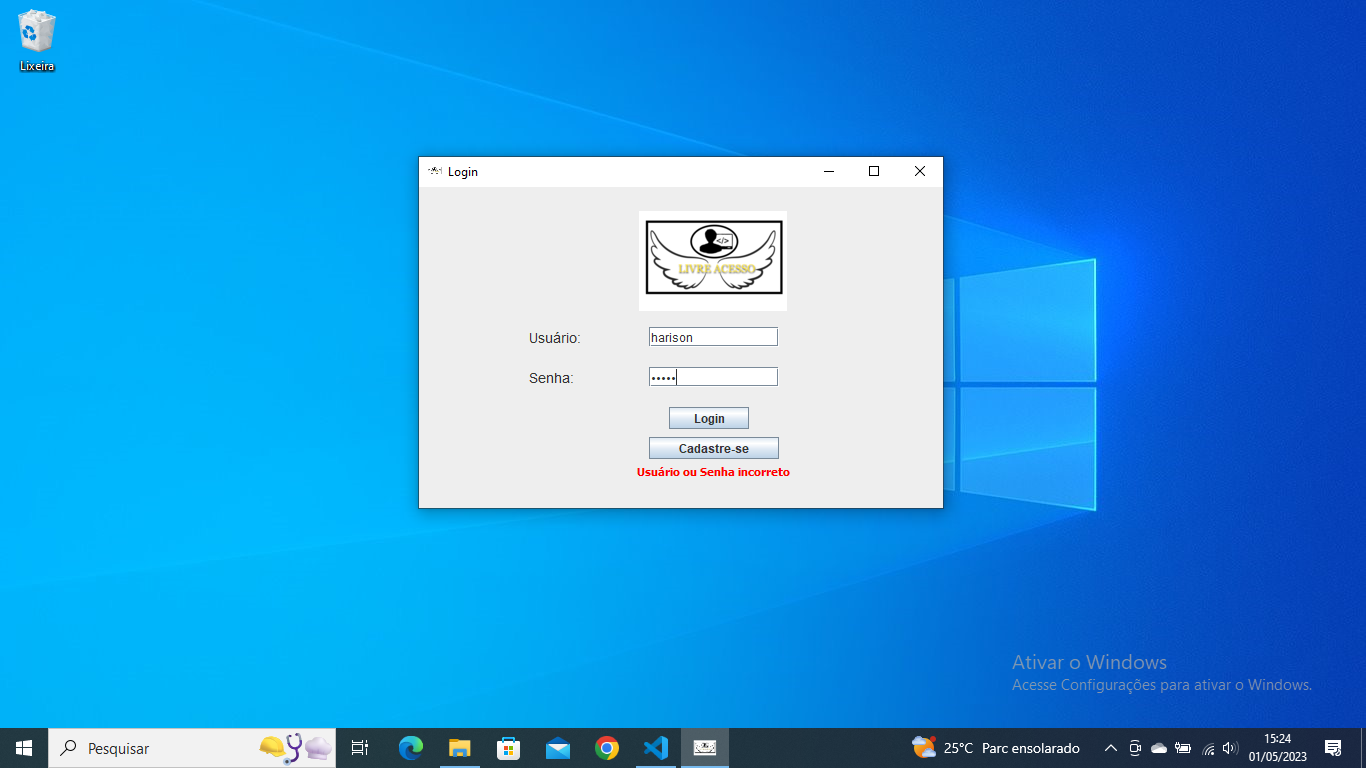 Lixeira
Login
</>
LIVRE ACESSO
Usuário:
harison
Senha:
•••••
Login
Cadastre-se
Usuário ou Senha incorreto
Ativar o Windows
Acesse Configurações para ativar o Windows.
Pesquisar
25°C Parc ensolarado
15:24
01/05/2023